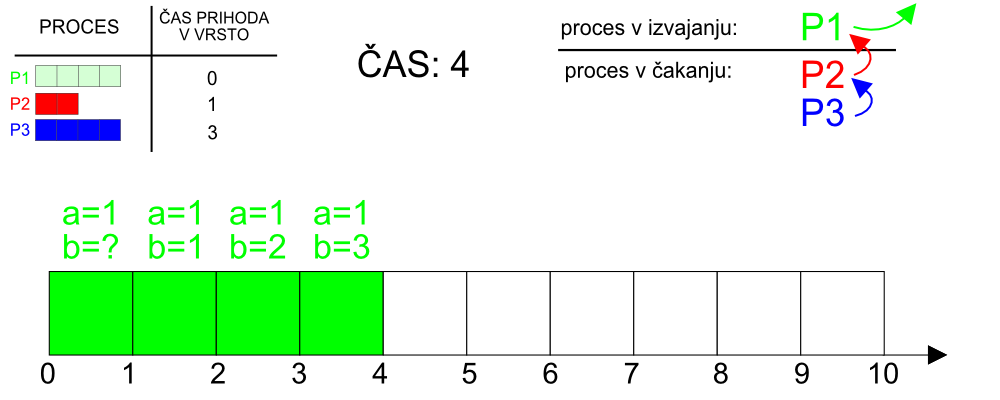 PROCES
ČAS PRIHODA
V VRSTO
P1
0
P2
1
P3
3
ČAS: 4
proces v izvajanju:
P1
proces v čakanju:
P2
P3
a=1 a=1 a=1 a=1
b=? b=1 b=2 b=3
0 1 2 3 4 5 6 7 8 9 10